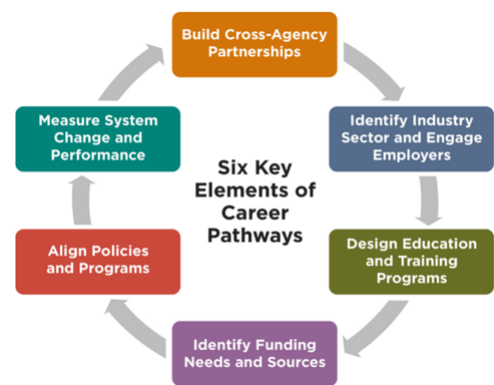 Build Cross-Agency
Partnerships
Identify Industry
Sector and Engage
Employers
Design Education
and Training
Programs
Identify Funding
Needs and Sources
Align Policies
and Programs
Measure System
Change and
Performance
Six Key
Elements of
Career
Pathways